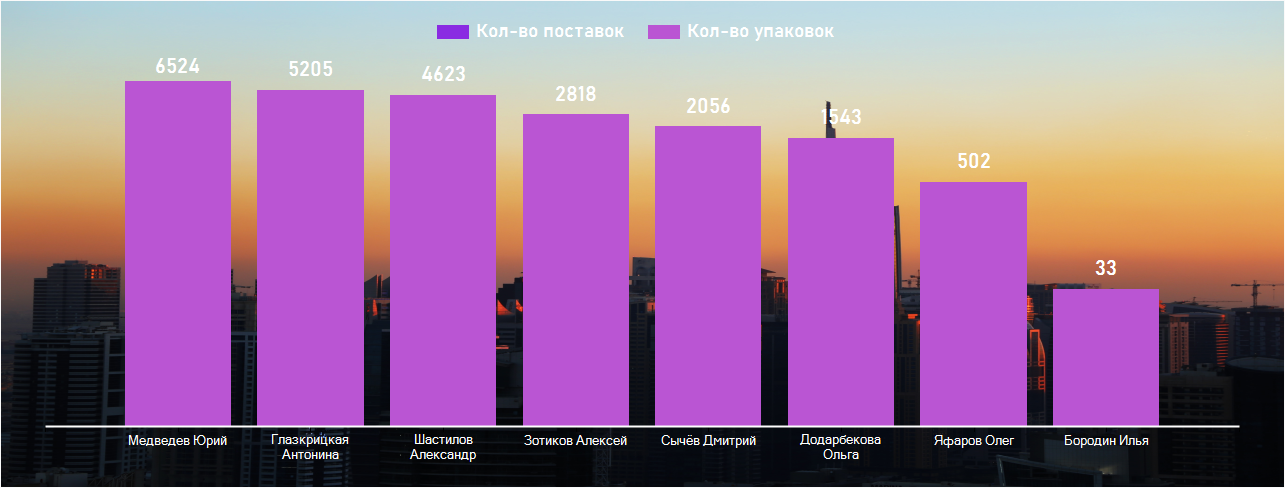 Кол-во поставок Кол-во упаковок
6524 5205 4623 2818 2056 1543 502 33
Медведев Юрий Глазкрицкая Шастилов Зотиков Алексей Сычёв Дмитрий Додарбекова Яфаров Олег Бородин Илья
Антонина Александр Ольга